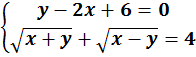 y − 2x + 6 = 0
√(x + y) + √(x − y) = 4